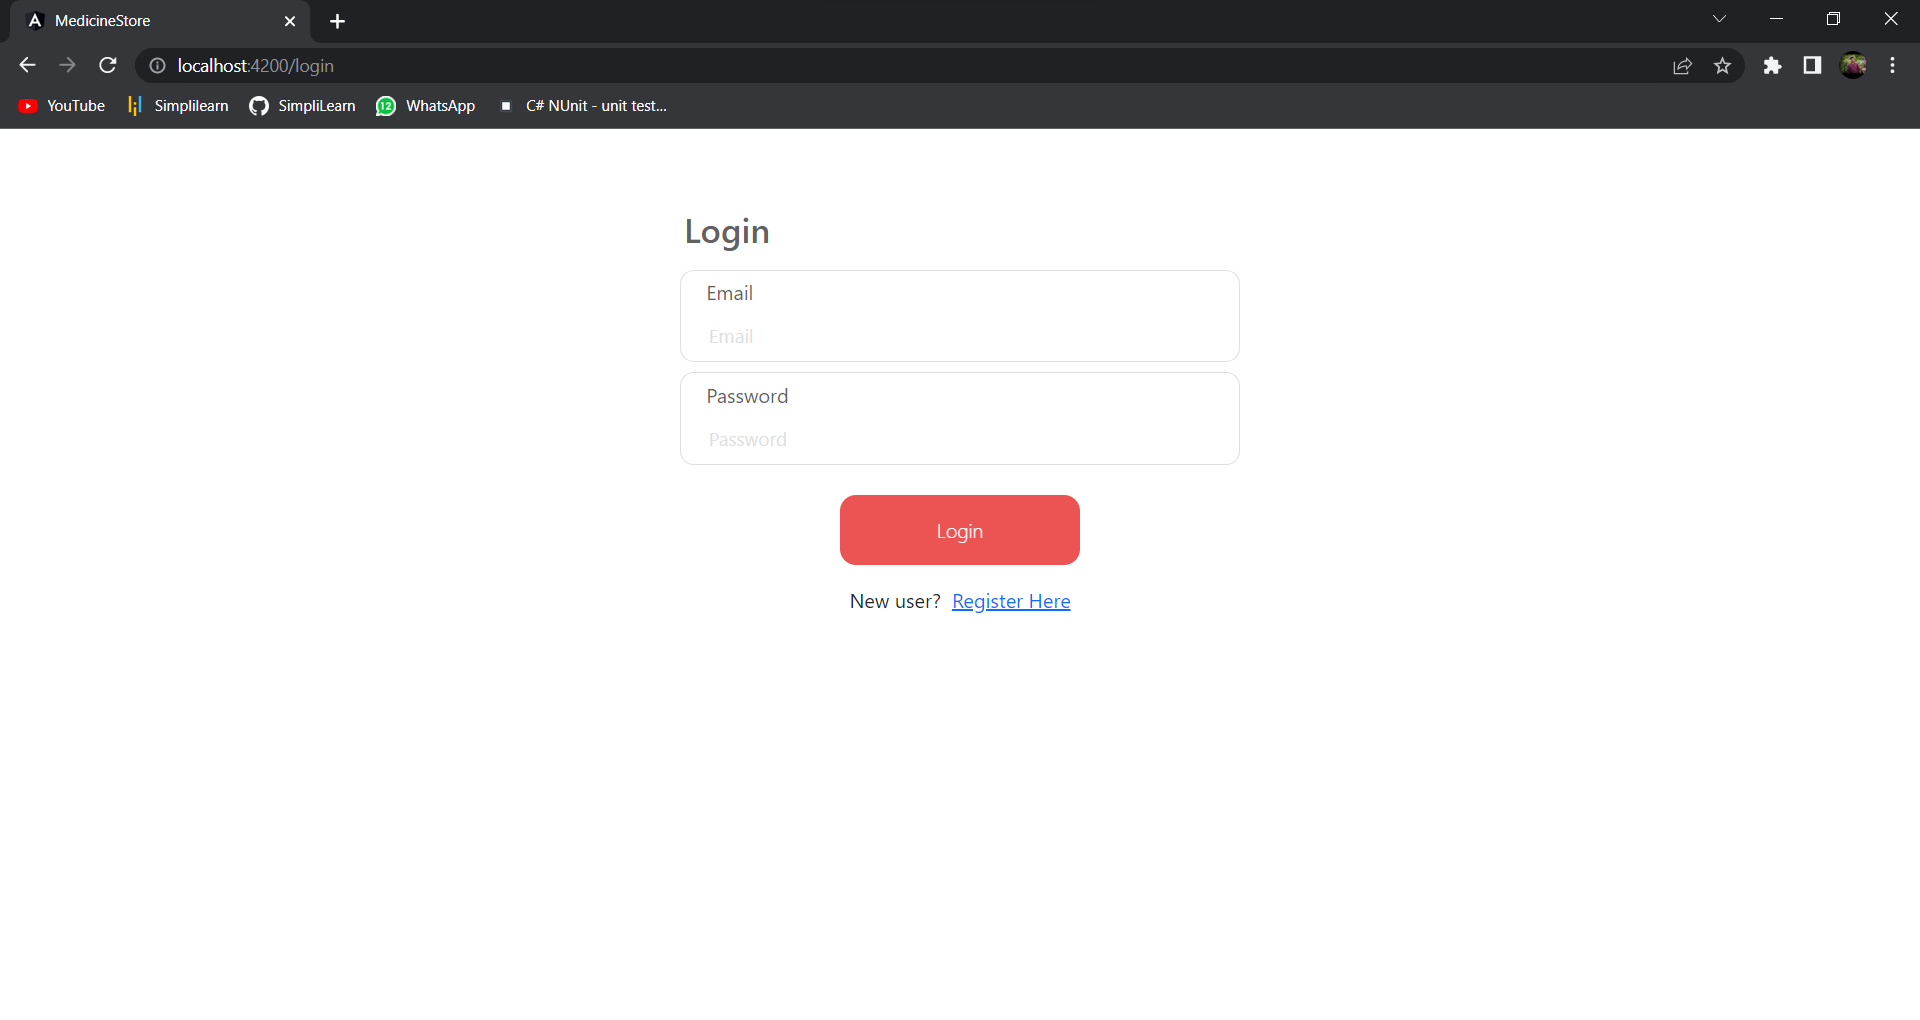 MedicineStore
localhost:4200/login
YouTube Simplilearn SimpliLearn 12 WhatsApp C# NUnit - unit test...
Login
Email
Email
Password
Password
Login
New user? Register Here